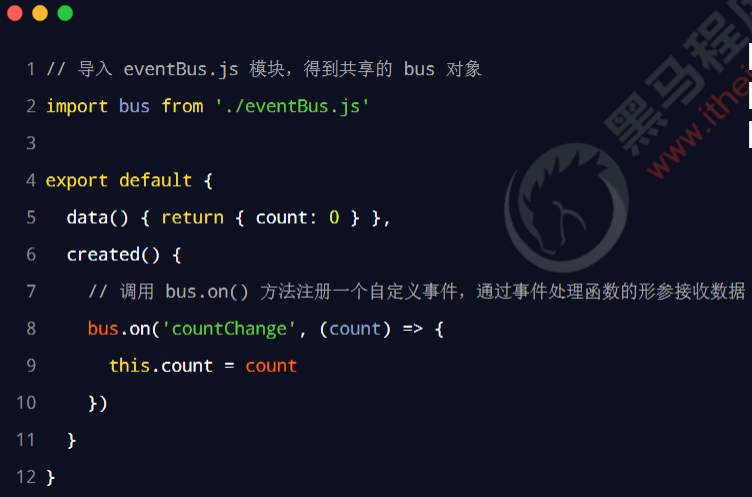 1 // 导入 eventBus.js 模块，得到共享的 bus 对象
2 import bus from './eventBus.js'
3
4 export default {
5 data() { return { count: 0 } },
6 created() {
7 // 调用 bus.on() 方法注册一个自定义事件，通过事件处理函数的形参接收数据
8 bus.on('countChange', (count) => {
9 this.count = count
10 })
11 }
12 }
黑马程
www.ithei